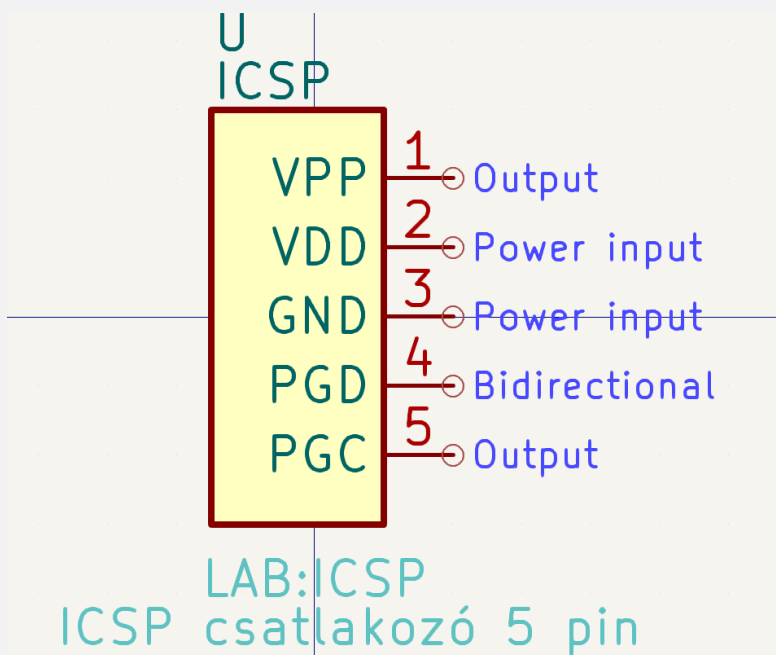 U
ICSP
VPP 1 Output
VDD 2 Power input
GND 3 Power input
PGD 4 Bidirectional
PGC 5 Output
LAB:ICSP
ICSP csatlakozó 5 pin